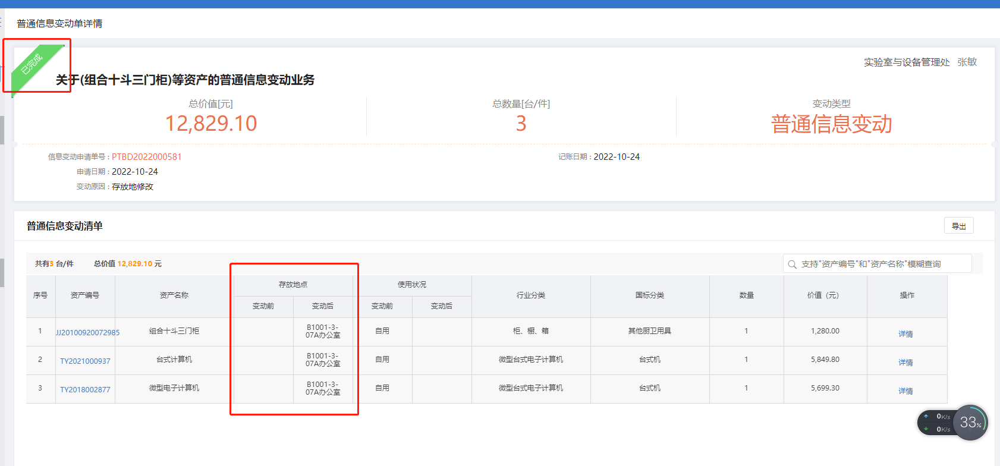 普通信息变动单详情
已完成
实验室与设备管理处 张敏
关于(组合十斗三门柜)等资产的普通信息变动业务
总价值[元] 总数量[台/件] 变动类型
12,829.10 3 普通信息变动
信息变动申请单号：PTBD2022000581 记账日期：2022-10-24
申请日期：2022-10-24
变动原因：存放地修改
普通信息变动清单 导出
共有3 台/件 总价值 12,829.10 元 支持"资产编号"和"资产名称"模糊查询
序号 资产编号 资产名称 存放地点 使用状况 行业分类 国标分类 数量 价值（元） 操作
变动前 变动后 变动前 变动后
1 JJ20100920072985 组合十斗三门柜 B1001-3-07A办公室 自用 柜、橱、箱 其他厨卫用具 1 1,280.00 详情
2 TY2021000937 台式计算机 B1001-3-07A办公室 自用 微型台式电子计算机 台式机 1 5,849.80 详情
3 TY2018002877 微型电子计算机 B1001-3-07A办公室 自用 微型台式电子计算机 台式机 1 5,699.30 详情
0K/s
0K/s
33%